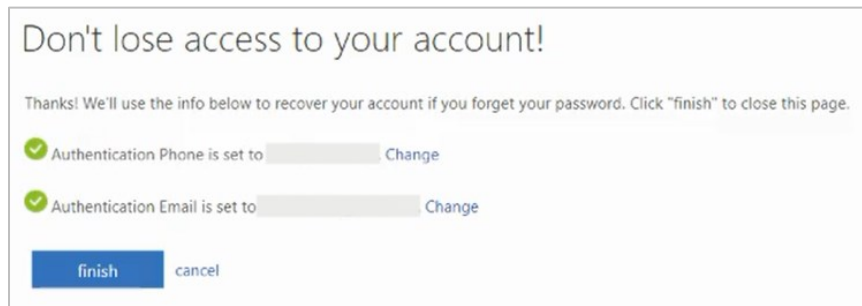 Don't lose access to your account!
Thanks! We'll use the info below to recover your account if you forget your password. Click "finish" to close this page.
Authentication Phone is set to . Change
Authentication Email is set to Change
finish cancel